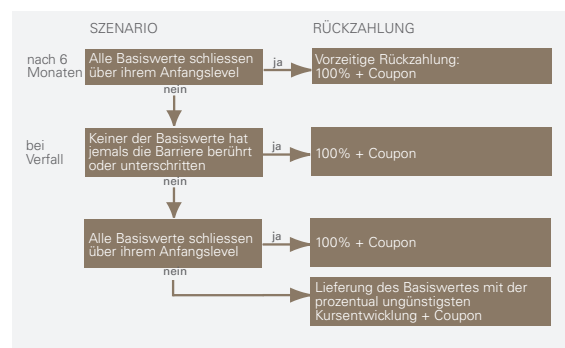 SZENARIO
RÜCKZAHLUNG
nach 6
Monaten
Alle Basiswerte schliessen
über ihrem Anfangslevel
ja
Vorzeitige Rückzahlung:
100% + Coupon
nein
bei
Verfall
Keiner der Basiswerte hat
jemals die Barriere berührt
oder unterschritten
ja
100% + Coupon
nein
Alle Basiswerte schliessen
über ihrem Anfangslevel
ja
100% + Coupon
nein
Lieferung des Basiswertes mit der
prozentual ungünstigsten
Kursentwicklung + Coupon